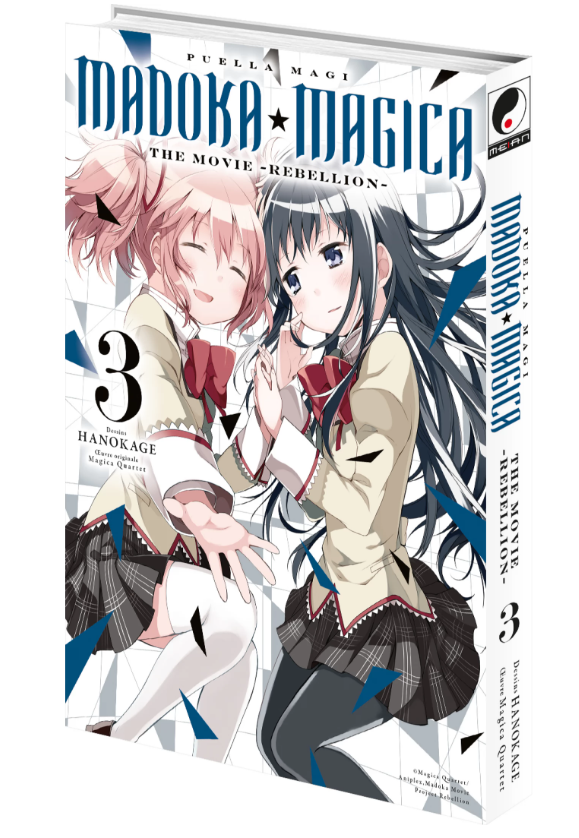 PUELLA MAGI
MADOKA★MAGICA
THE MOVIE -REBELLION-
3
Dessins
HANOKAGE
Œuvre originale
Magica Quartet
©Magica Quartet/
Aniplex,Madoka Movie
Project Rebellion
MEIAN
PUELLA MAGI
MADOKA★MAGICA
THE MOVIE
-REBELLION-
3
Dessins HANOKAGE
Œuvre Magica Quartet